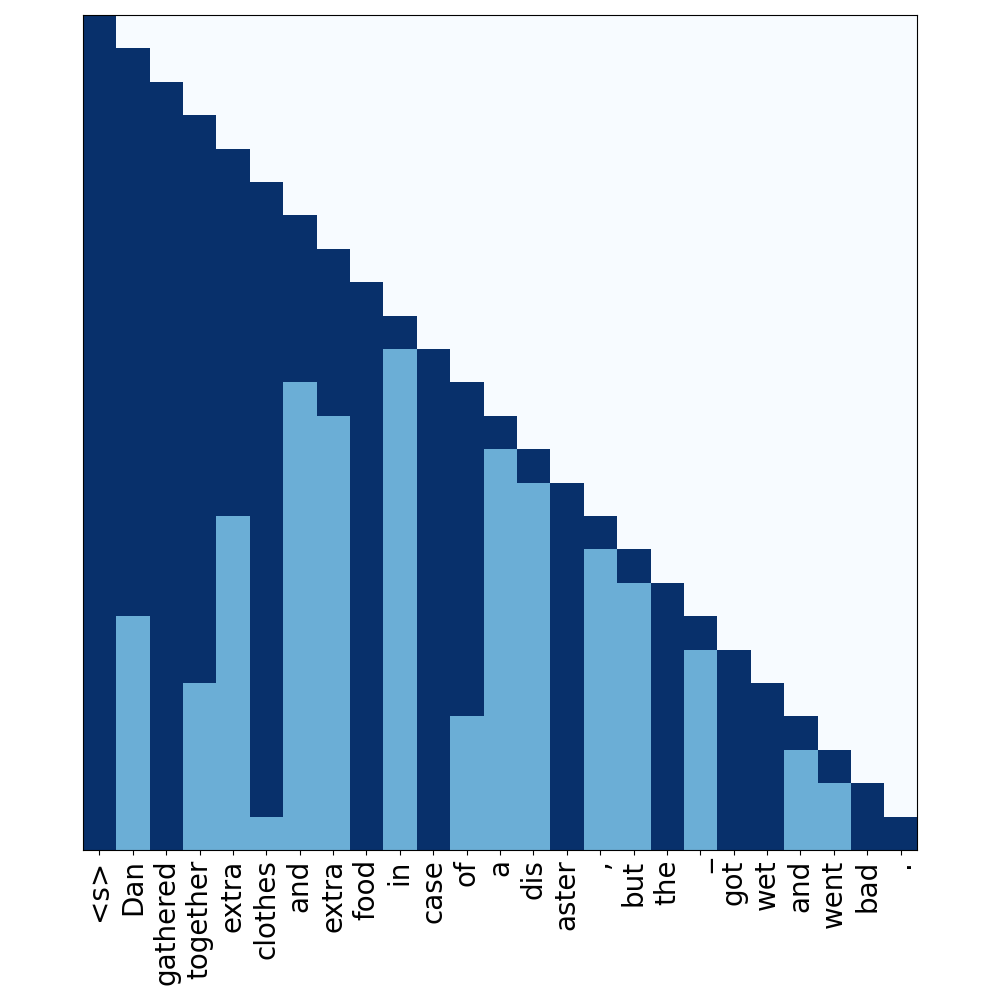 <s>
Dan
gathered
together
extra
clothes
and
extra
food
in
case
of
a
dis
aster
,
but
the
_
got
wet
and
went
bad
.